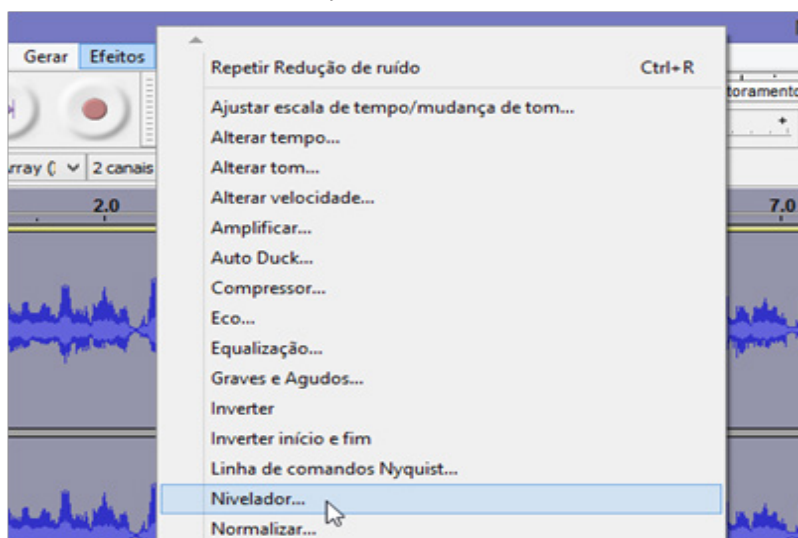 Gerar Efeitos
Repetir Redução de ruído Ctrl+R
toramento
Ajustar escala de tempo/mudança de tom...
Alterar tempo...
rray ( 2 canais
Alterar tom...
Alterar velocidade...
2.0 7.0
Amplificar...
Auto Duck...
Compressor...
Eco...
Equalização...
Graves e Agudos...
Inverter
Inverter início e fim
Linha de comandos Nyquist...
Nivelador...
Normalizar...